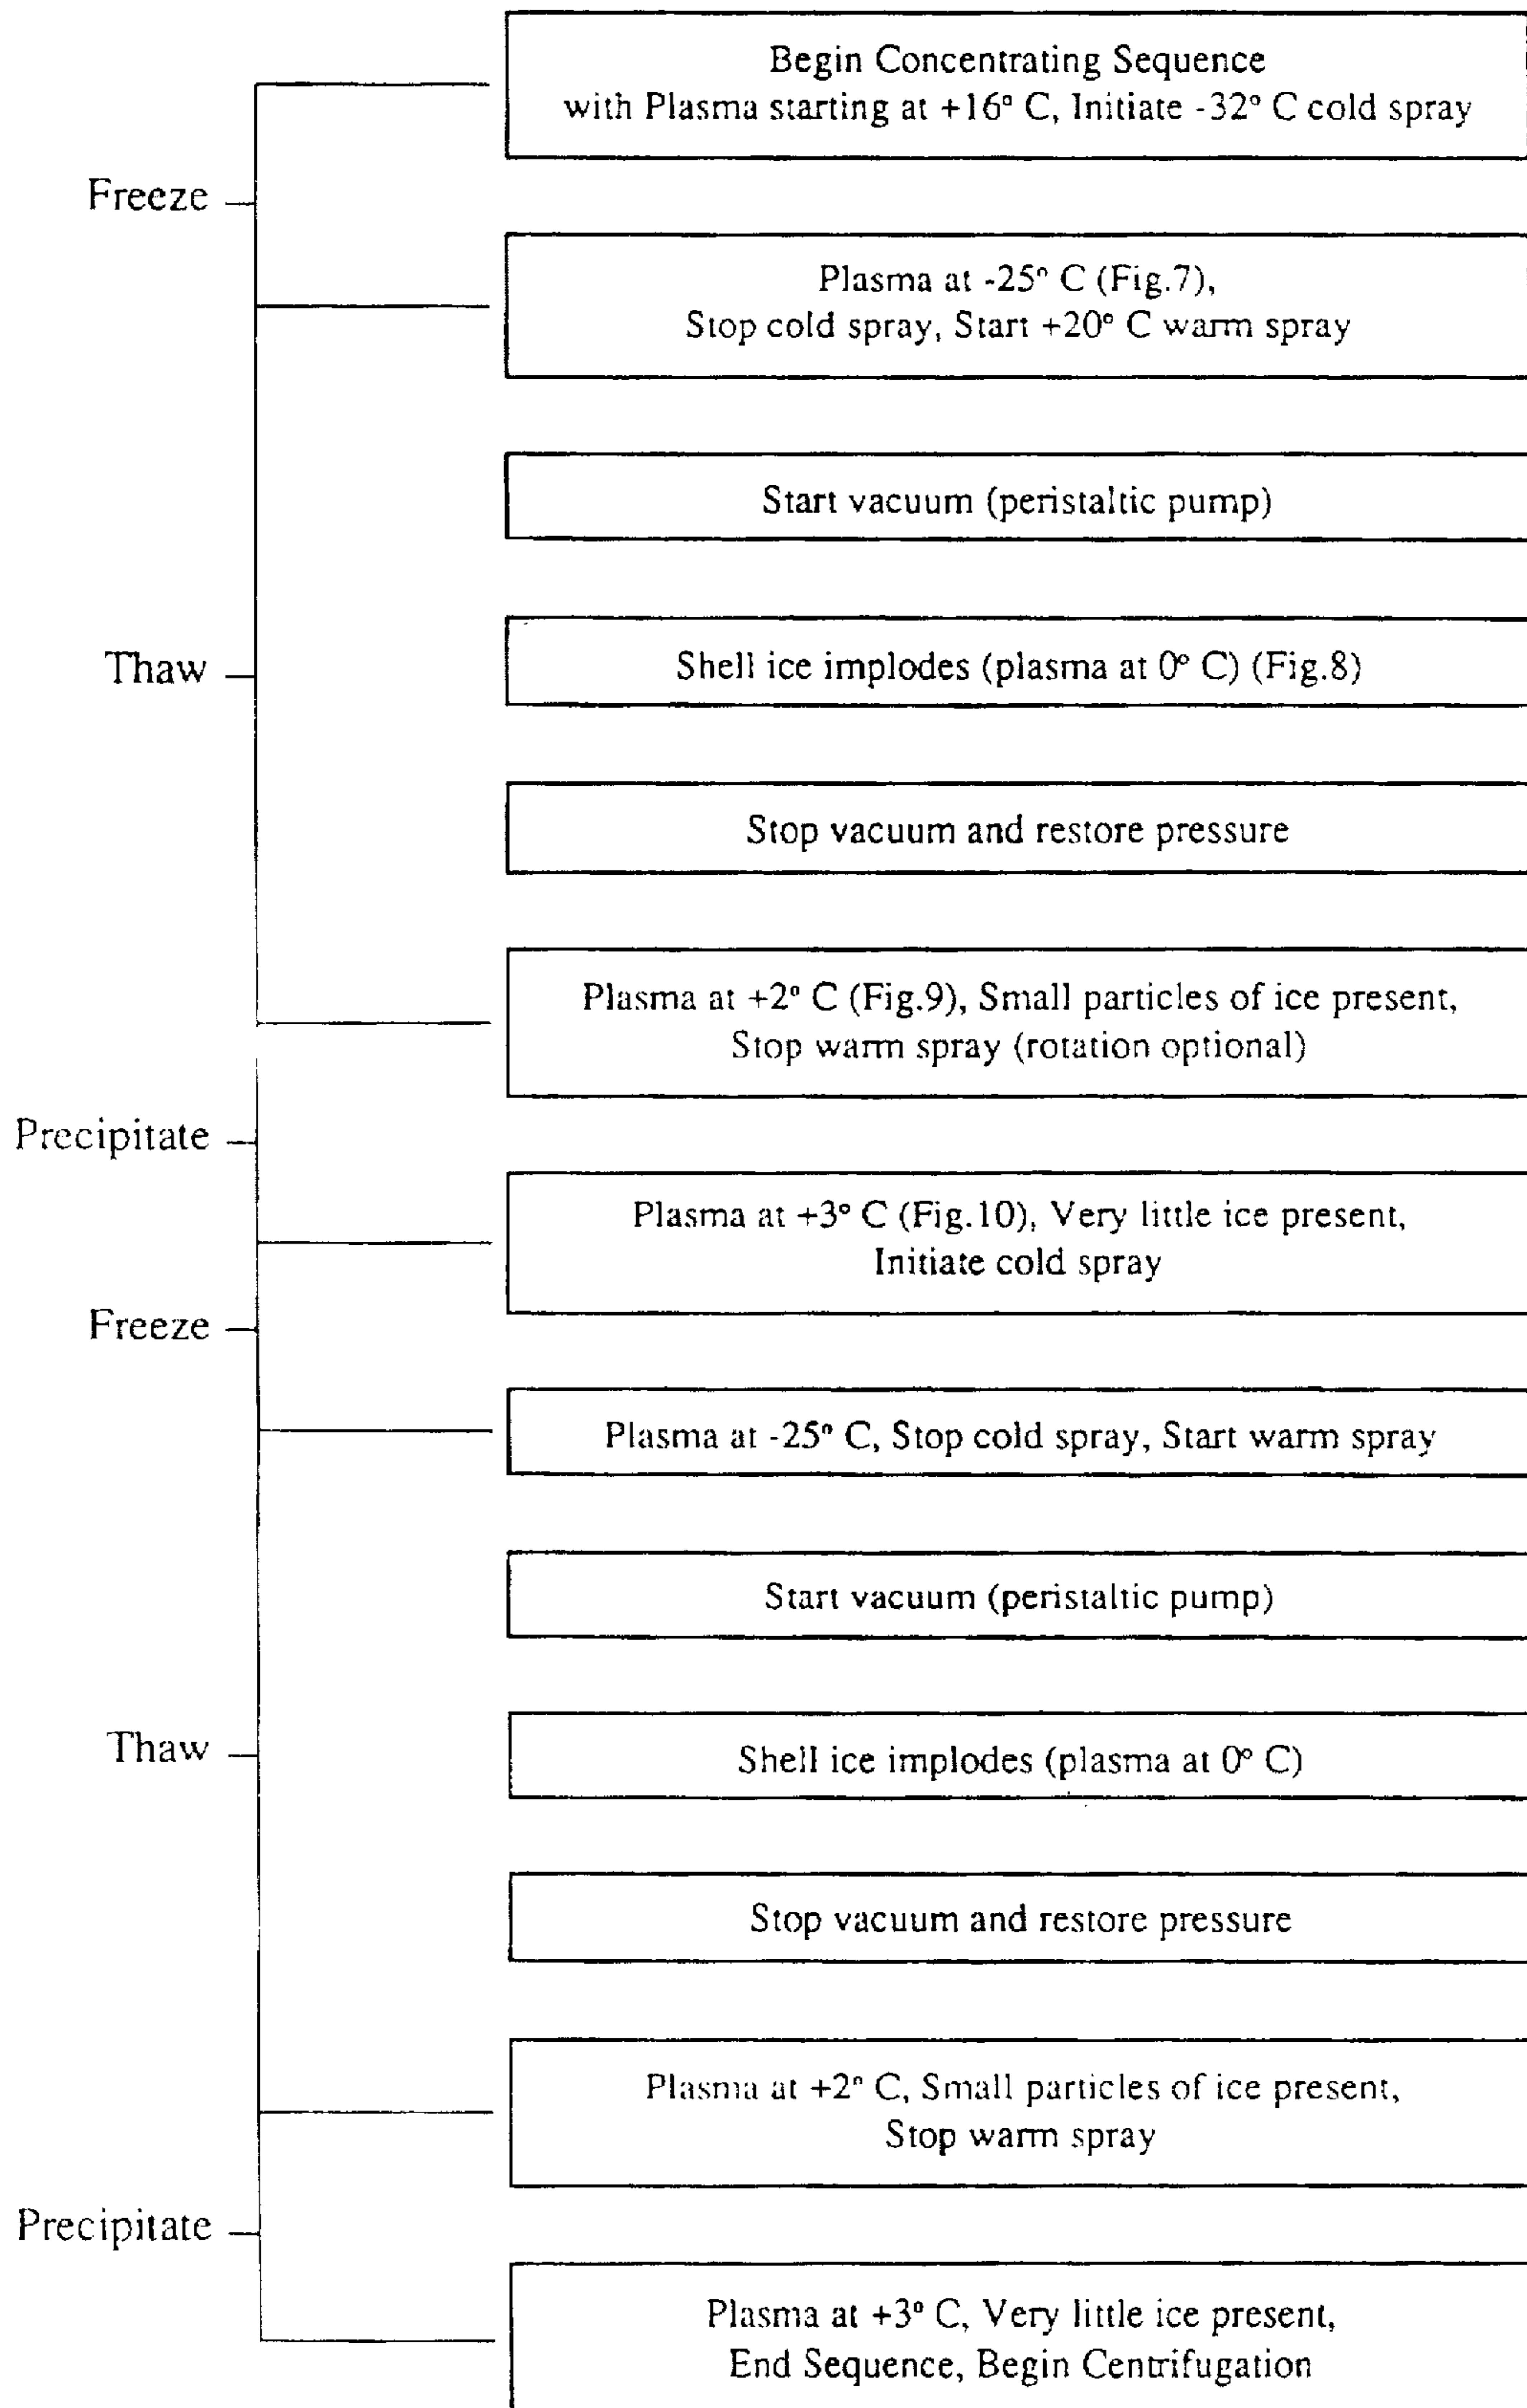 Begin Concentrating Sequence
with Plasma starting at +16° C, Initiate -32° C cold spray
Freeze
Plasma at -25° C (Fig.7),
Stop cold spray, Start +20° C warm spray
Start vacuum (peristaltic pump)
Thaw
Shell ice implodes (plasma at 0° C) (Fig.8)
Stop vacuum and restore pressure
Plasma at +2° C (Fig.9), Small particles of ice present,
Stop warm spray (rotation optional)
Precipitate
Plasma at +3° C (Fig.10), Very little ice present,
Initiate cold spray
Freeze
Plasma at -25° C, Stop cold spray, Start warm spray
Start vacuum (peristaltic pump)
Thaw
Shell ice implodes (plasma at 0° C)
Stop vacuum and restore pressure
Plasma at +2° C, Small particles of ice present,
Stop warm spray
Precipitate
Plasma at +3° C, Very little ice present,
End Sequence, Begin Centrifugation